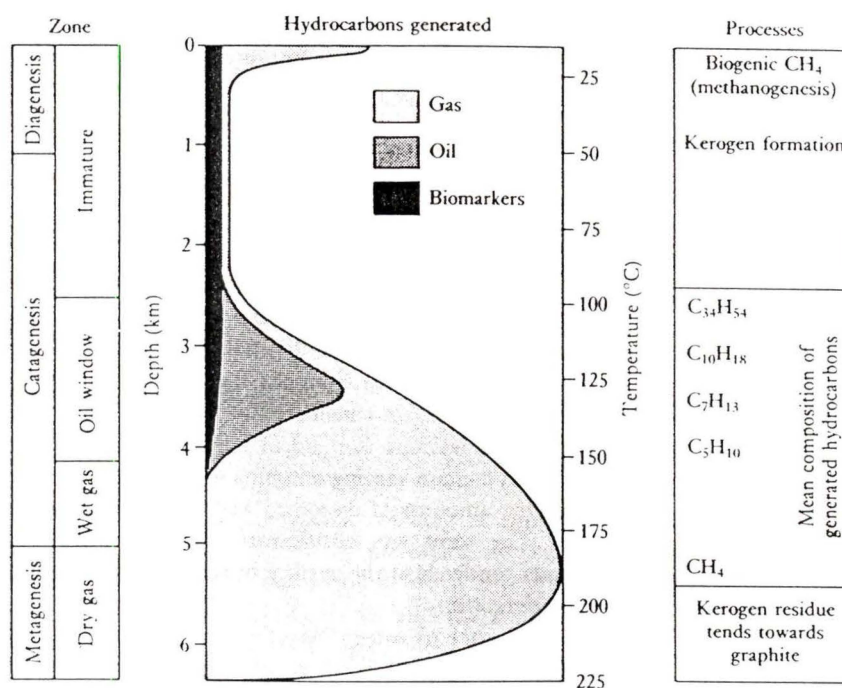 Zone
Hydrocarbons generated
Processes
Diagenesis
Catagenesis
Metagenesis
Immature
Oil window
Wet gas
Dry gas
Depth (km)
0
1
2
3
4
5
6
Gas
Oil
Biomarkers
Temperature (°C)
25
50
75
100
125
150
175
200
225
Biogenic CH₄
(methanogenesis)
Kerogen formation
C₃₄H₅₄
C₁₀H₁₈
C₇H₁₃
C₅H₁₀
CH₄
Mean composition of
generated hydrocarbons
Kerogen residue
tends towards
graphite